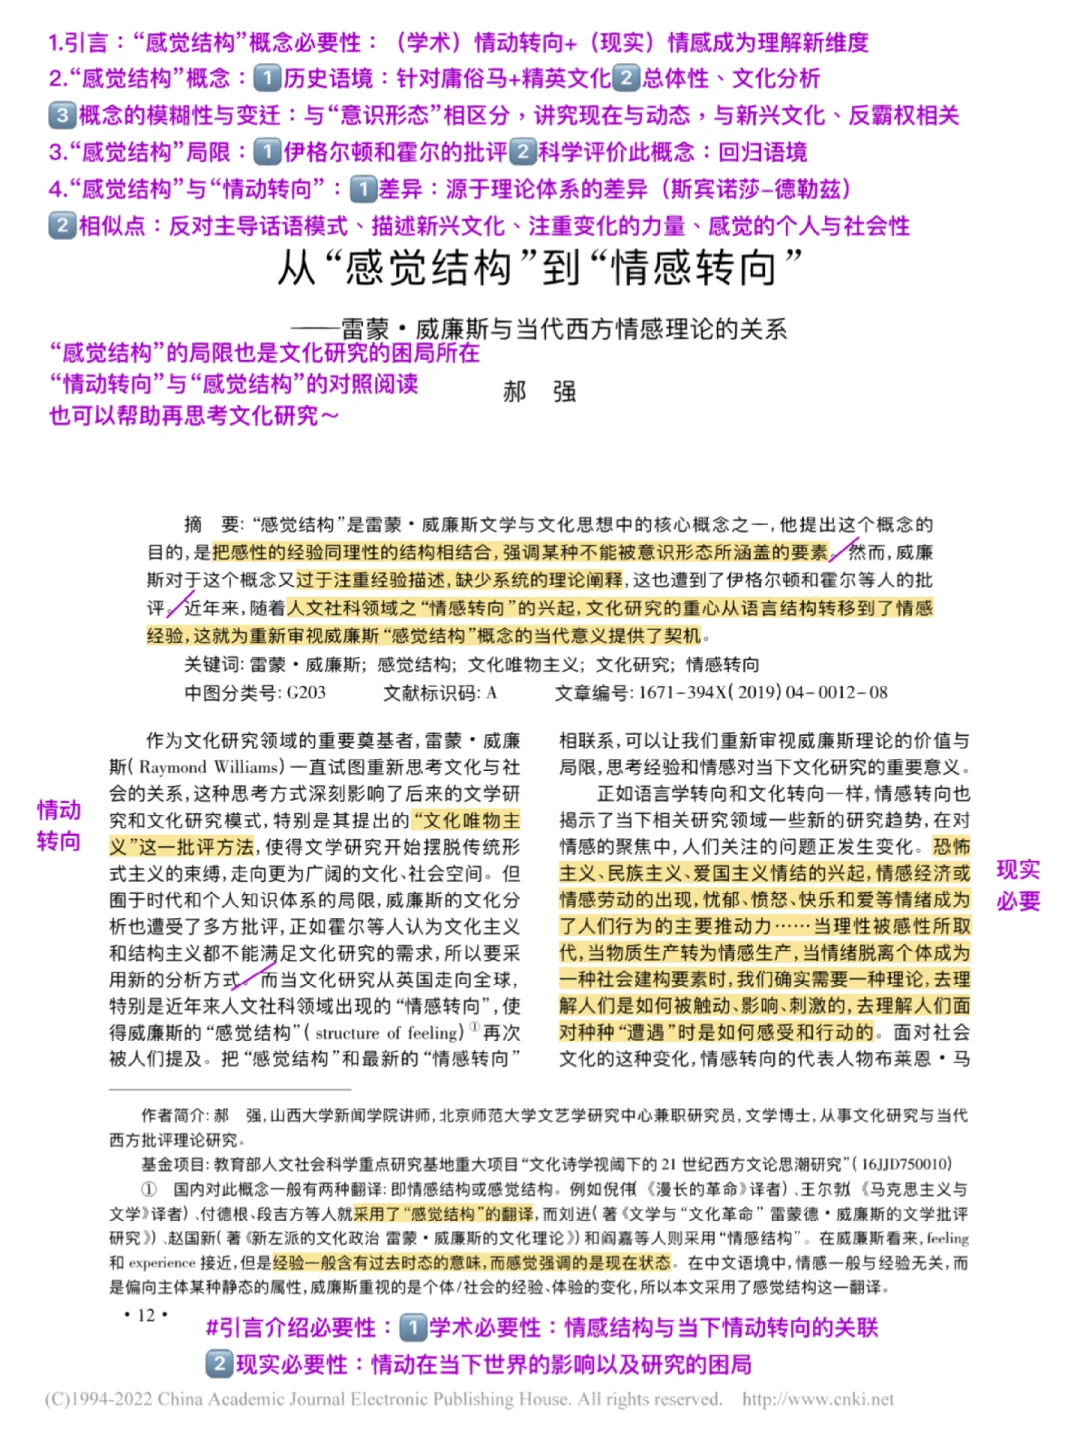 1.引言：“感觉结构”概念必要性：（学术）情动转向+（现实）情感成为理解新维度
2.“感觉结构”概念：1历史语境：针对庸俗马+精英文化2总体性、文化分析
3概念的模糊性与变迁：与“意识形态”相区分，讲究现在与动态，与新兴文化、反霸权相关
3.“感觉结构”局限：1伊格尔顿和霍尔的批评2科学评价此概念：回归语境
4.“感觉结构”与“情动转向”：1差异：源于理论体系的差异（斯宾诺莎-德勒兹）
2相似点：反对主导话语模式、描述新兴文化、注重变化的力量、感觉的个人与社会性
从“感觉结构”到“情感转向”
——雷蒙·威廉斯与当代西方情感理论的关系
“感觉结构”的局限也是文化研究的困局所在
“情动转向”与“感觉结构”的对照阅读
也可以帮助再思考文化研究～
郝 强
摘 要：“感觉结构”是雷蒙·威廉斯文学与文化思想中的核心概念之一，他提出这个概念的
目的，是把感性的经验同理性的结构相结合，强调某种不能被意识形态所涵盖的要素。然而，威廉
斯对于这个概念又过于注重经验描述，缺少系统的理论阐释，这也遭到了伊格尔顿和霍尔等人的批
评。近年来，随着人文社科领域之“情感转向”的兴起，文化研究的重心从语言结构转移到了情感
经验，这就为重新审视威廉斯“感觉结构”概念的当代意义提供了契机。
关键词：雷蒙·威廉斯；感觉结构；文化唯物主义；文化研究；情感转向
中图分类号：G203 文献标识码：A 文章编号：1671-394X(2019)04-0012-08
作为文化研究领域的重要奠基者，雷蒙·威廉
斯(Raymond Williams)一直试图重新思考文化与社
会的关系，这种思考方式深刻影响了后来的文学研
究和文化研究模式，特别是其提出的“文化唯物主
义”这一批评方法，使得文学研究开始摆脱传统形
式主义的束缚，走向更为广阔的文化、社会空间。但
囿于时代和个人知识体系的局限，威廉斯的文化分
析也遭受了多方批评，正如霍尔等人认为文化主义
和结构主义都不能满足文化研究的需求，所以要采
用新的分析方式。而当文化研究从英国走向全球，
特别是近年来人文社科领域出现的“情感转向”，使
得威廉斯的“感觉结构”(structure of feeling)①再次
被人们提及。把“感觉结构”和最新的“情感转向”
情动
转向
相联系，可以让我们重新审视威廉斯理论的价值与
局限，思考经验和情感对当下文化研究的重要意义。
正如语言学转向和文化转向一样，情感转向也
揭示了当下相关研究领域一些新的研究趋势，在对
情感的聚焦中，人们关注的问题正发生变化。恐怖
主义、民族主义、爱国主义情结的兴起，情感经济或
情感劳动的出现，忧郁、愤怒、快乐和爱等情绪成为
了人们行为的主要推动力……当理性被感性所取
代，当物质生产转为情感生产，当情绪脱离个体成为
一种社会建构要素时，我们确实需要一种理论，去理
解人们是如何被触动、影响、刺激的，去理解人们面
对种种“遭遇”时是如何感受和行动的。面对社会
文化的这种变化，情感转向的代表人物布莱恩·马
现实
必要
作者简介：郝 强，山西大学新闻学院讲师，北京师范大学文艺学研究中心兼职研究员，文学博士，从事文化研究与当代
西方批评理论研究。
基金项目：教育部人文社会科学重点研究基地重大项目“文化诗学视阈下的21世纪西方文论思潮研究”(16JJD750010)
① 国内对此概念一般有两种翻译：即情感结构或感觉结构。例如倪伟(《漫长的革命》译者)、王尔勃(《马克思主义与
文学》译者)、付德根、段吉方等人就采用了“感觉结构”的翻译，而刘进(著《文学与“文化革命” 雷蒙德·威廉斯的文学批评
研究》)、赵国新(著《新左派的文化政治 雷蒙·威廉斯的文化理论》)和阎嘉等人则采用“情感结构”。在威廉斯看来，feeling
和 experience 接近，但是经验一般含有过去时态的意味，而感觉强调的是现在状态。在中文语境中，情感一般与经验无关，而
是偏向主体某种静态的属性，威廉斯重视的是个体/社会的经验、体验的变化，所以本文采用了感觉结构这一翻译。
·12·
#引言介绍必要性：1学术必要性：情感结构与当下情动转向的关联
2现实必要性：情动在当下世界的影响以及研究的困局
(C)1994-2022 China Academic Journal Electronic Publishing House. All rights reserved. http://www.cnki.net